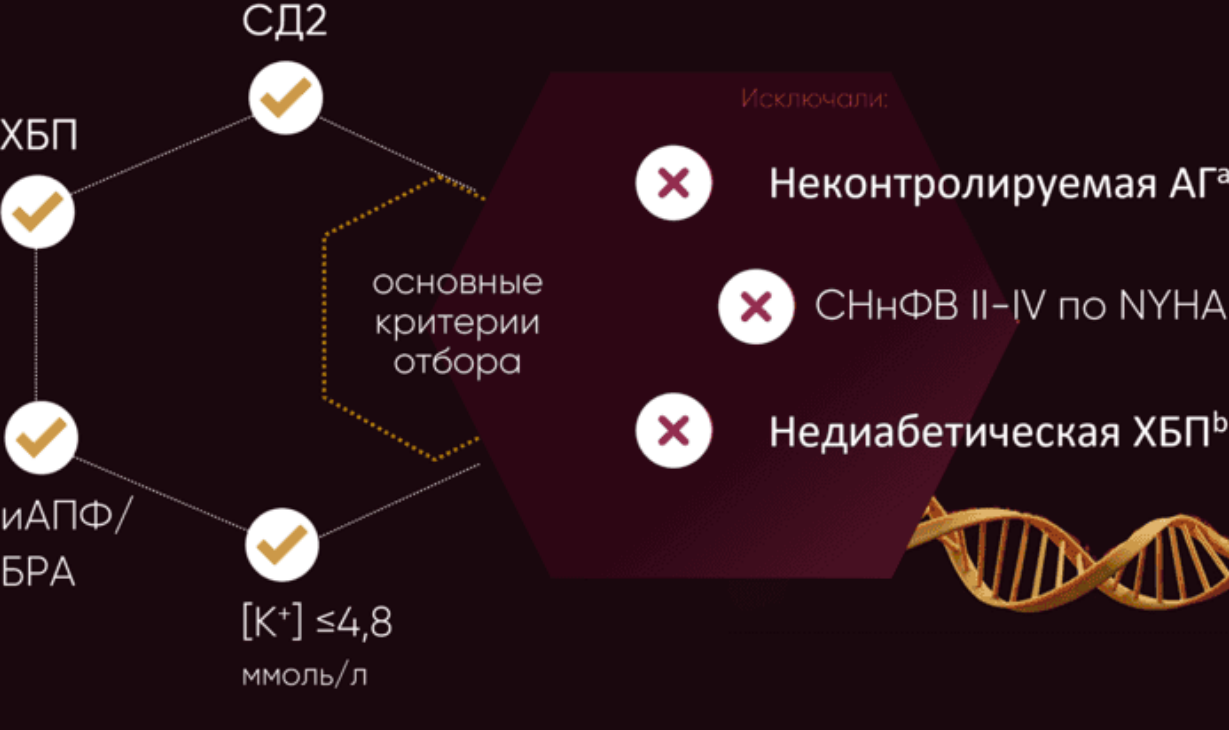 СД2
ХБП
иАПФ/
БРА
[K⁺] ≤4,8
ммоль/л
основные
критерии
отбора
Исключали:
Неконтролируемая АГᵃ
СНнФВ II–IV по NYHA
Недиабетическая ХБПᵇ